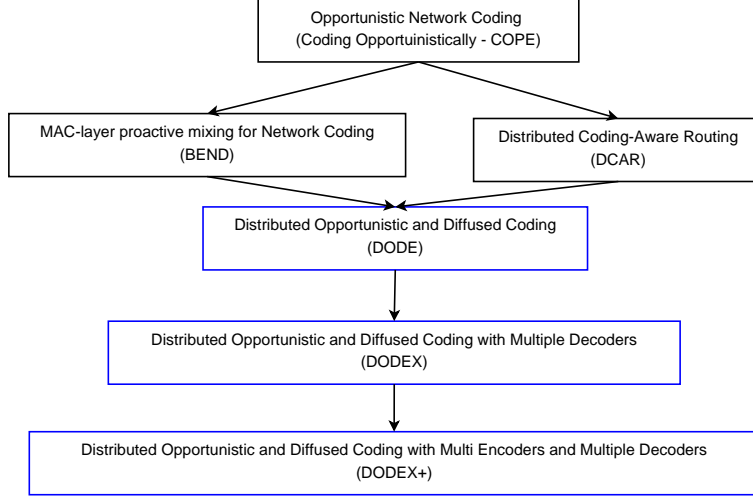 Opportunistic Network Coding
(Coding Opportuinistically - COPE)
MAC-layer proactive mixing for Network Coding
(BEND)
Distributed Coding-Aware Routing
(DCAR)
Distributed Opportunistic and Diffused Coding
(DODE)
Distributed Opportunistic and Diffused Coding with Multiple Decoders
(DODEX)
Distributed Opportunistic and Diffused Coding with Multi Encoders and Multiple Decoders
(DODEX+)